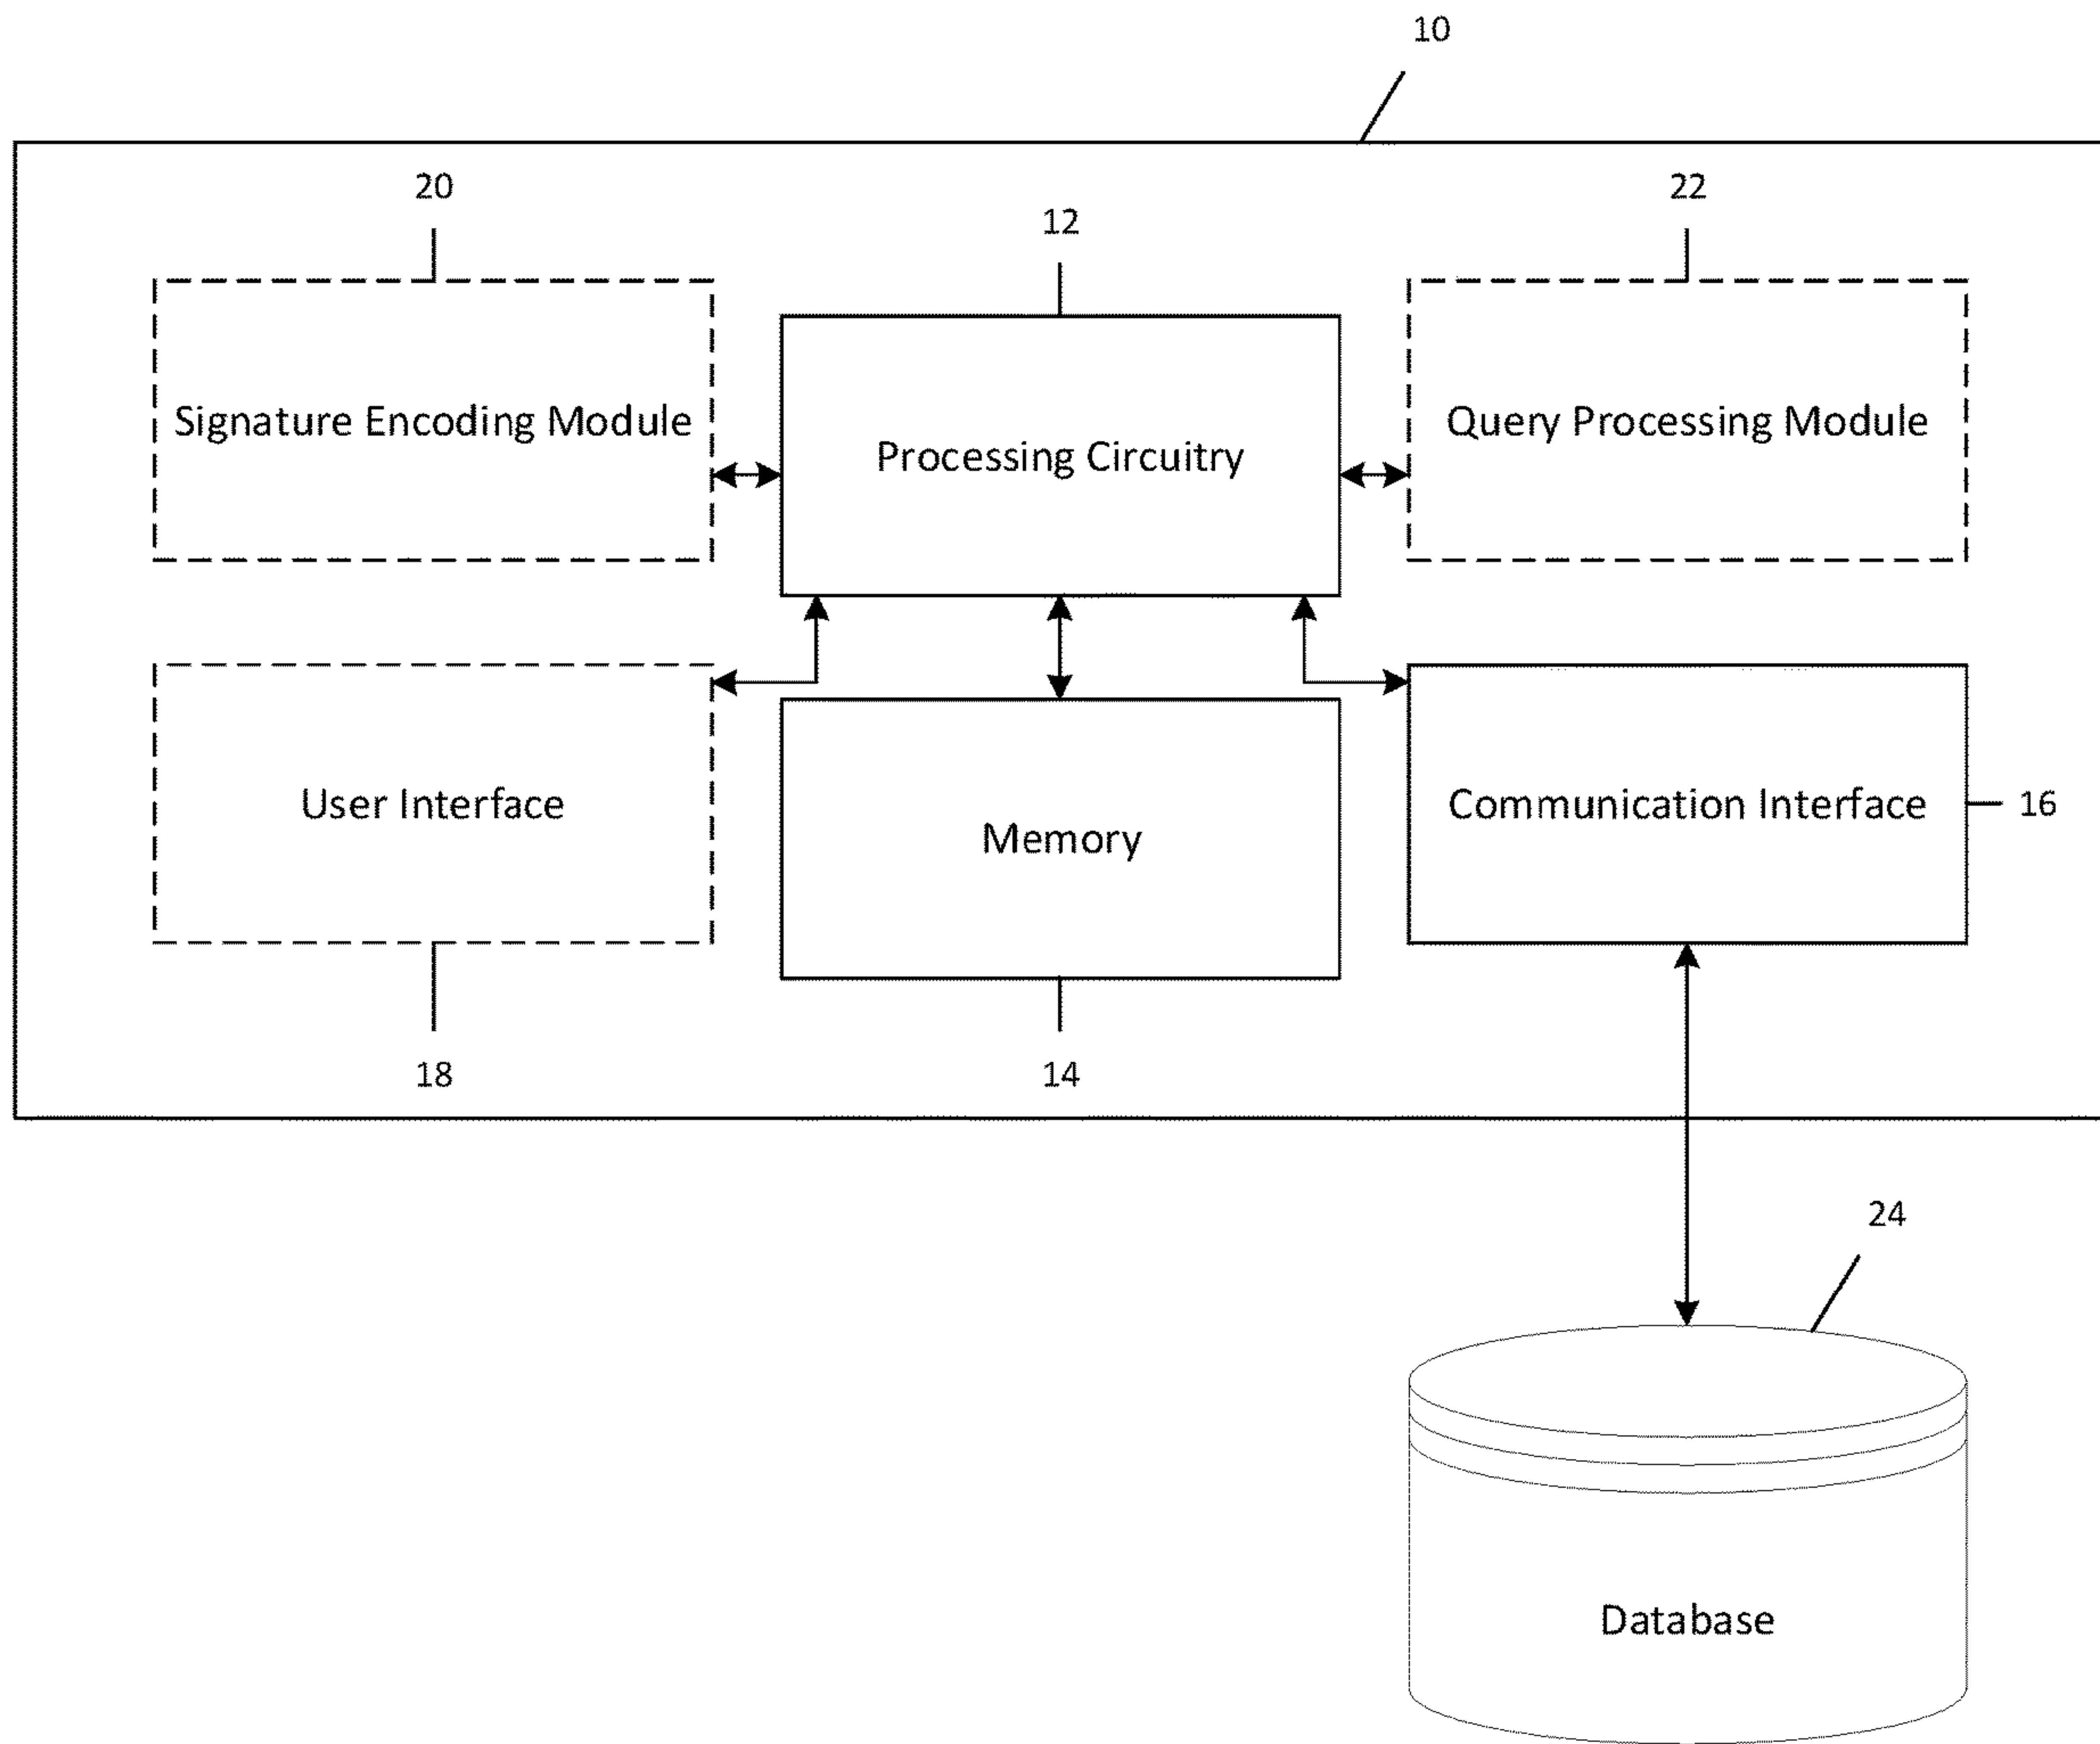 10
20
12
22
Signature Encoding Module
Processing Circuitry
Query Processing Module
User Interface
Memory
Communication Interface
16
18
14
24
Database